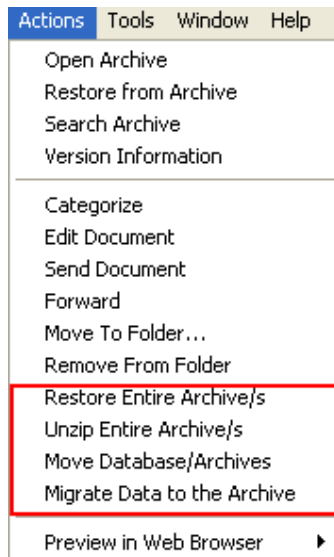 Actions Tools Window Help
Open Archive
Restore from Archive
Search Archive
Version Information
Categorize
Edit Document
Send Document
Forward
Move To Folder...
Remove From Folder
Restore Entire Archive/s
Unzip Entire Archive/s
Move Database/Archives
Migrate Data to the Archive
Preview in Web Browser